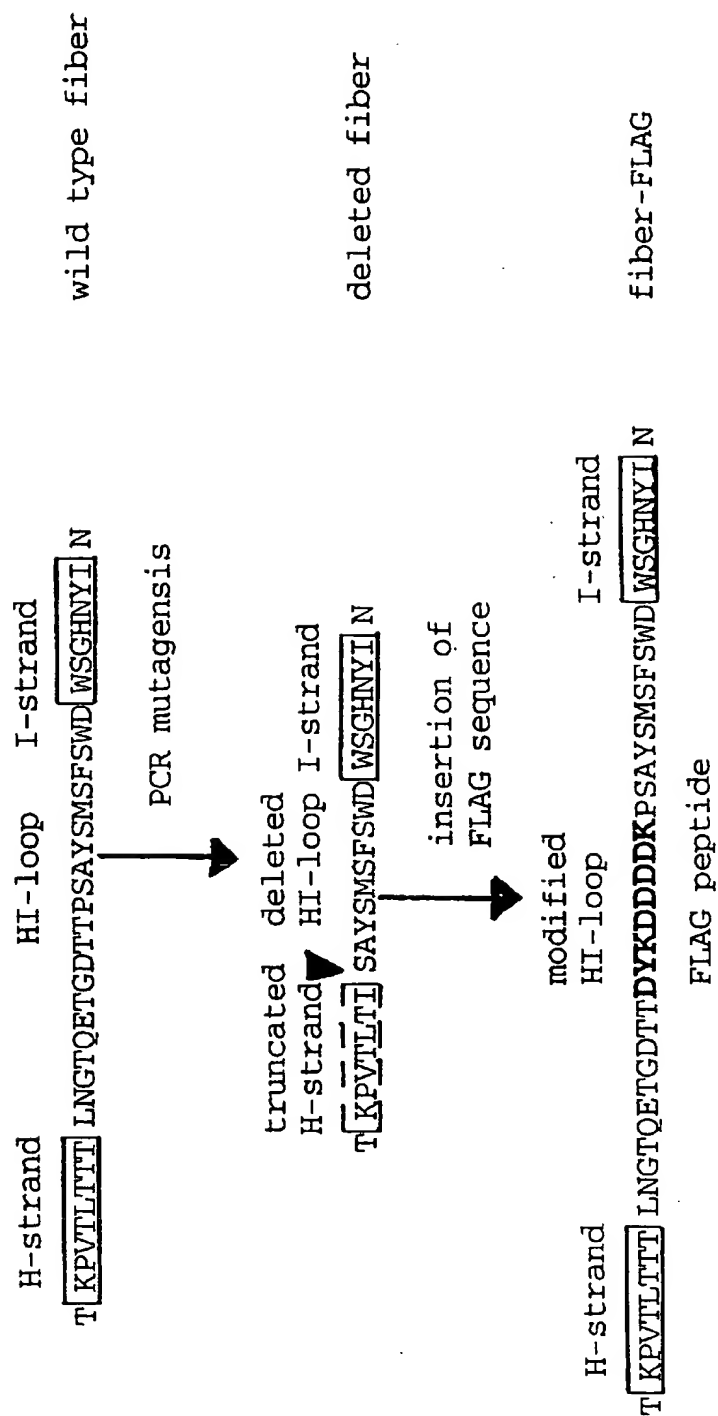 H-strand HI-loop I-strand
T KPVTLTTT LNGTQETGDTTPSAYSMSFSWD WSGHNYI N wild type fiber
PCR mutagensis
truncated deleted
H-strand HI-loop I-strand
T KPVTLTI SAYSMSFSWD WSGHNYI N deleted fiber
insertion of
FLAG sequence
modified
H-strand HI-loop I-strand
T KPVTLTTT LNGTQETGDTTDYKDDDDKPSAYSMSFSWD WSGHNYI N fiber-FLAG
FLAG peptide